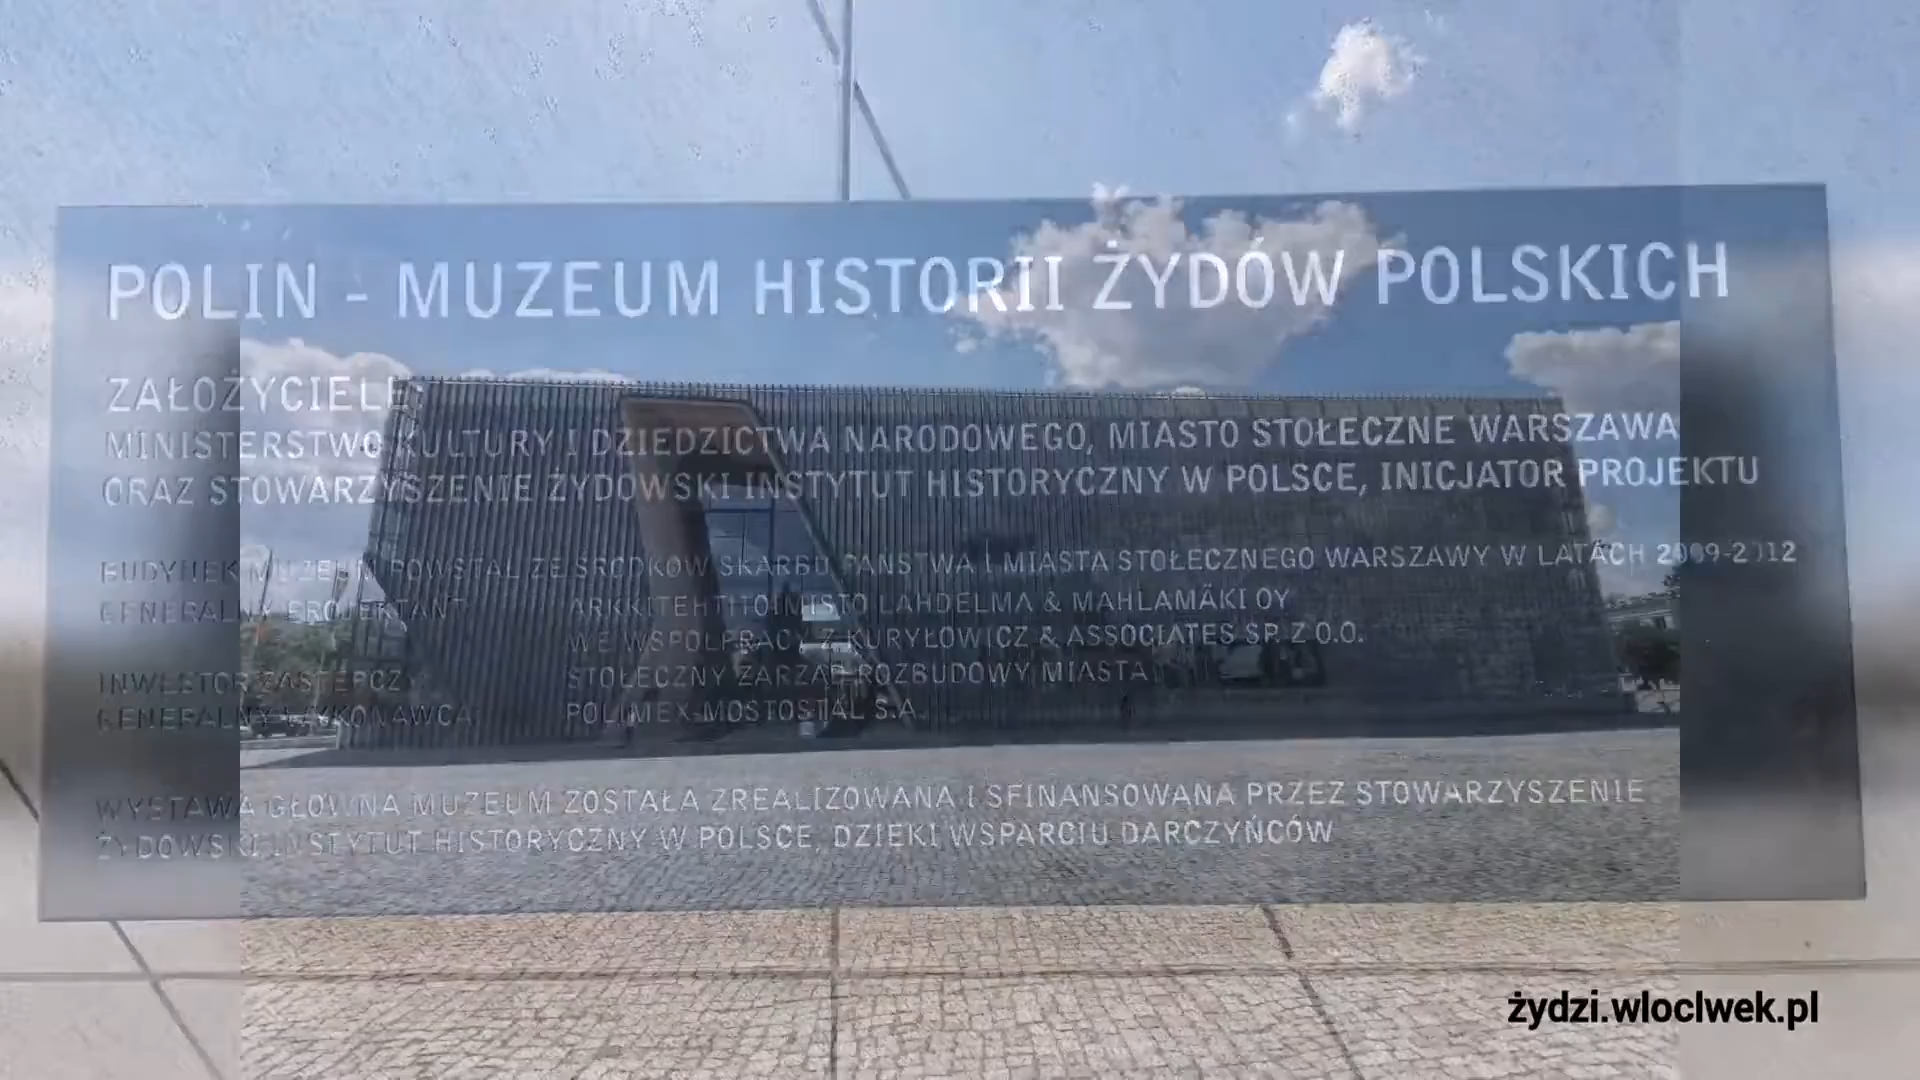 POLIN - MUZEUM HISTORII ŻYDÓW POLSKICH
ZAŁOŻYCIELE:
MINISTERSTWO KULTURY I DZIEDZICTWA NARODOWEGO, MIASTO STOŁECZNE WARSZAWA
ORAZ STOWARZYSZENIE ŻYDOWSKI INSTYTUT HISTORYCZNY W POLSCE, INICJATOR PROJEKTU
BUDYNEK MUZEUM POWSTAŁ ZE ŚRODKÓW SKARBU PAŃSTWA I MIASTA STOŁECZNEGO WARSZAWY W LATACH 2009-2012
GENERALNY PROJEKTANT ARKKITEHTITOIMISTO LAHDELMA & MAHLAMÄKI OY
WE WSPÓŁPRACY Z KURYŁOWICZ & ASSOCIATES SP. Z O.O.
INWESTOR ZASTĘPCZY STOŁECZNY ZARZĄD ROZBUDOWY MIASTA
GENERALNY WYKONAWCA POLIMEX-MOSTOSTAL S.A.
WYSTAWA GŁÓWNA MUZEUM ZOSTAŁA ZREALIZOWANA I SFINANSOWANA PRZEZ STOWARZYSZENIE
ŻYDOWSKI INSTYTUT HISTORYCZNY W POLSCE, DZIĘKI WSPARCIU DARCZYŃCÓW
żydzi.wloclwek.pl